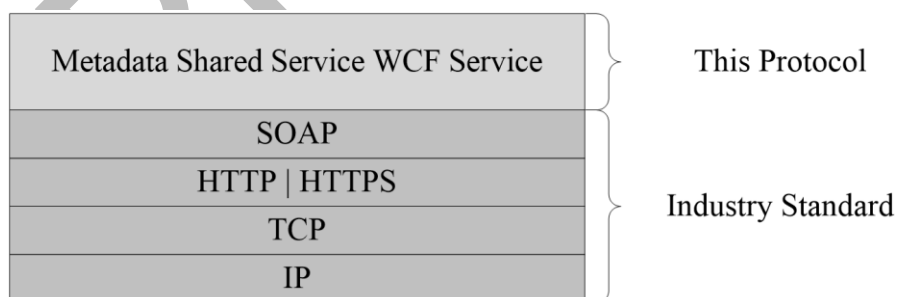 Metadata Shared Service WCF Service
This Protocol
SOAP
HTTP | HTTPS
TCP
IP
Industry Standard